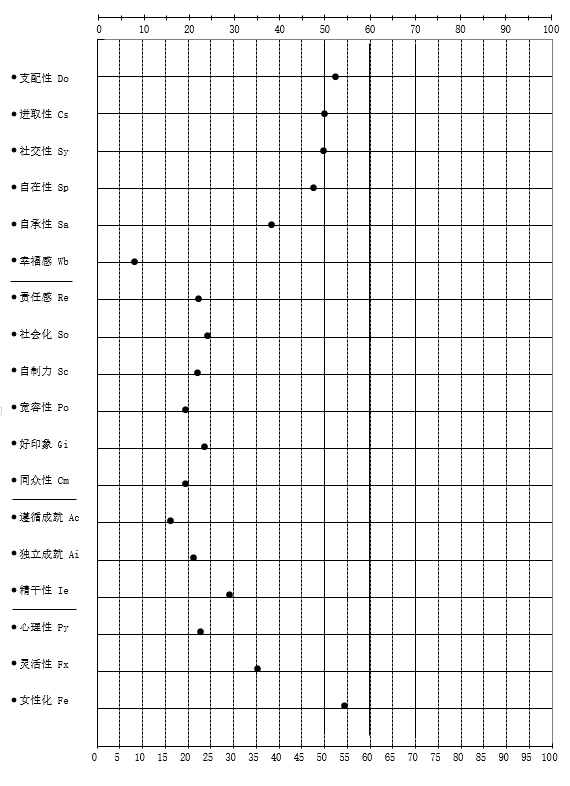 0 10 20 30 40 50 60 70 80 90 100
支配性 Do
进取性 Cs
社交性 Sy
自在性 Sp
自承性 Sa
幸福感 Wb
责任感 Re
社会化 So
自制力 Sc
宽容性 Po
好印象 Gi
同众性 Cm
遵循成就 Ac
独立成就 Ai
精干性 Ie
心理性 Py
灵活性 Fx
女性化 Fe
0 5 10 15 20 25 30 35 40 45 50 55 60 65 70 75 80 85 90 95 100